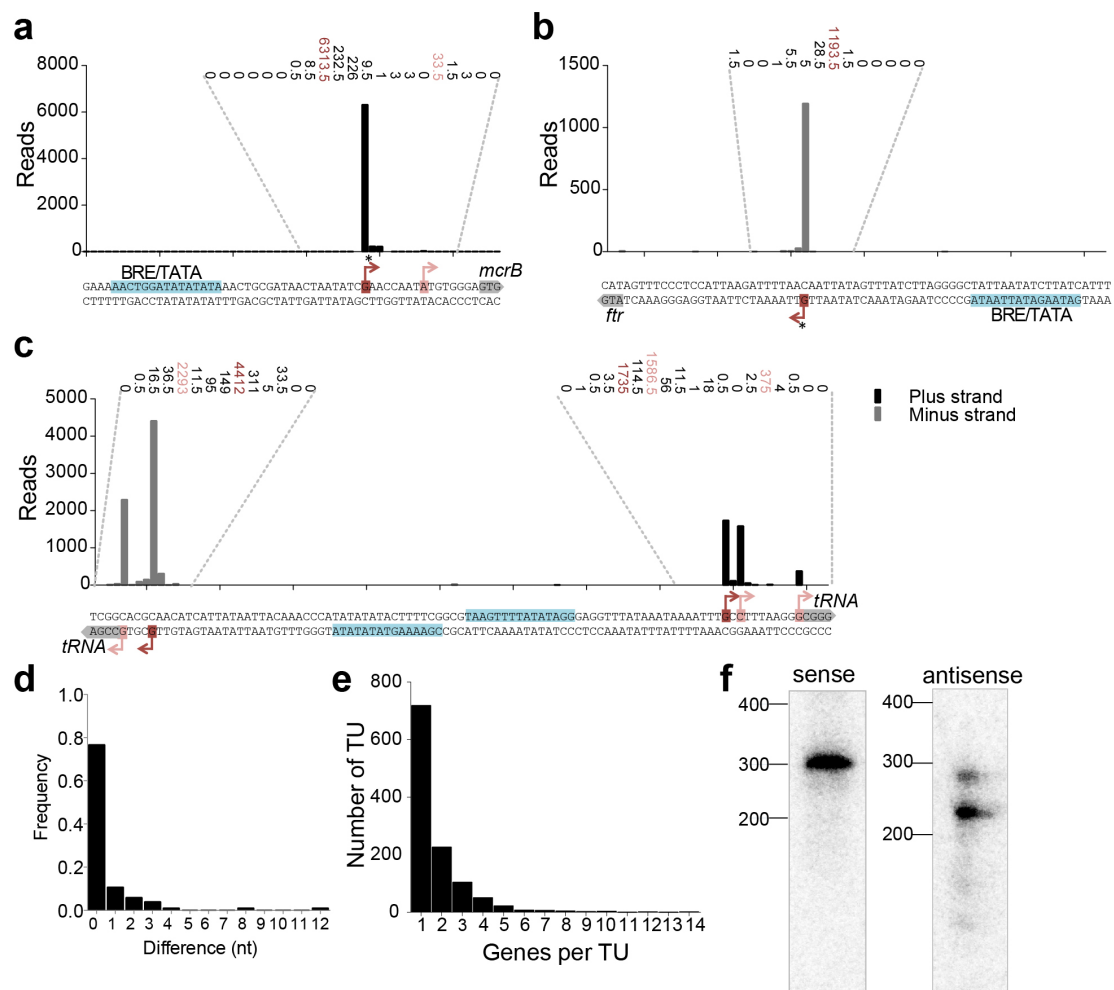 a
6313.5
0 0 0 0 0 0 0.5 8.5 232.5 226 9.5 1 3 3 0 33.5 1.5 3 0 0
8000
6000
4000
2000
0
Reads
*
BRE/TATA
mcrB
GAAAAACTGGATATATATAAACTGCGATAACTAATATCGAACCAATATGTGGGAGTG
CTTTTTGACCTATATATATTTGACGCTATTGATTATAGCTTGGTTATACACCCTCAC
b
1.5 0 0 1 5.5 5 28.5 1193.5 1.5 0 0 0 0 0
1500
1000
500
0
Reads
CATAGTTTCCCTCCATTAAGATTTTAACAATTATAGTTTATCTTAGGGGCTATTAATATCTTATCATTT
GTATCAAAGGGAGGTAATTCTAAAATTGTTAATATCAAATAGAATCCCCGATAATTATAGAATAGTAAA
ftr
*
BRE/TATA
c
0 0.5 16.5 36.5 2293 11.5 95 149 4412 311 5 33.5 0 0
0 1 0.5 3.5 1735 114.5 1586.5 56 11.5 1 18 0.5 0 2.5 375 4 0.5 0 0
5000
4000
3000
2000
1000
0
Reads
Plus strand
Minus strand
tRNA
TCGGCACGCAACATCATTATAATTACAAACCCATATATATACTTTTCGGCGTAAGTTTTATATAGGGAGGTTTATAAATAAAATTTGCCTTTAAGGGCGGG
AGCCGTGCGTTGTAGTAATATTAATGTTTGGGTATATATATGAAAAGCCGCATTCAAAATATATCCCTCCAAATATTTATTTTAAACGGAAATTCCCGCCC
tRNA
d
1.0
0.8
0.6
0.4
0.2
0.0
Frequency
0 1 2 3 4 5 6 7 8 9 10 11 12
Difference (nt)
e
800
600
400
200
0
Number of TU
1 2 3 4 5 6 7 8 9 10 11 12 13 14
Genes per TU
f
sense
400
300
200
antisense
400
300
200